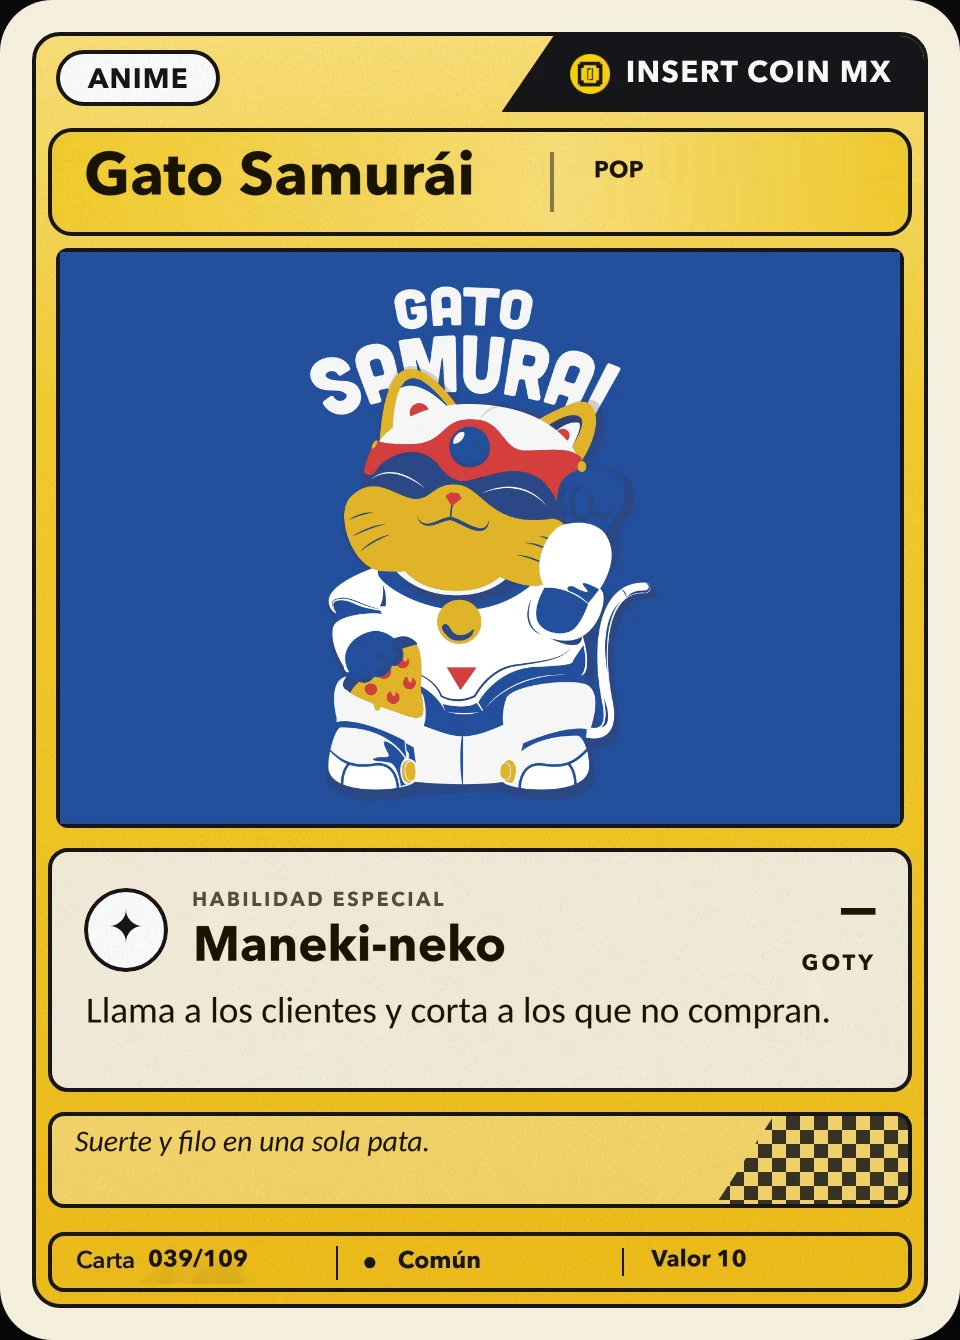 ANIME
INSERT COIN MX
Gato Samurái
POP
GATO
SAMURAI
HABILIDAD ESPECIAL
Maneki-neko
—
GOTY
Llama a los clientes y corta a los que no compran.
Suerte y filo en una sola pata.
Carta 039/109
• Común
Valor 10